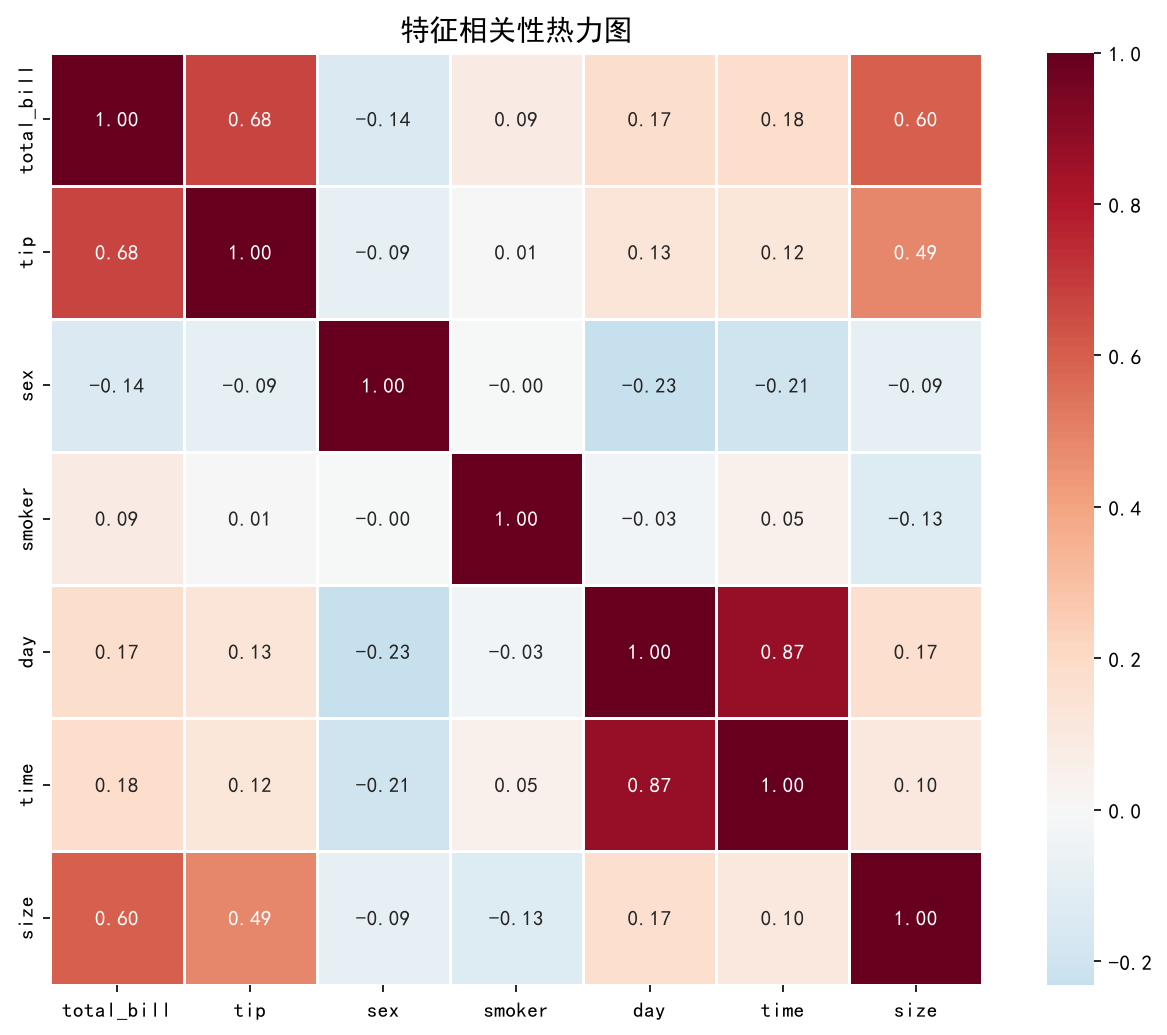 特征相关性热力图
total_bill 1.00 0.68 −0.14 0.09 0.17 0.18 0.60
tip 0.68 1.00 −0.09 0.01 0.13 0.12 0.49
sex −0.14 −0.09 1.00 −0.00 −0.23 −0.21 −0.09
smoker 0.09 0.01 −0.00 1.00 −0.03 0.05 −0.13
day 0.17 0.13 −0.23 −0.03 1.00 0.87 0.17
time 0.18 0.12 −0.21 0.05 0.87 1.00 0.10
size 0.60 0.49 −0.09 −0.13 0.17 0.10 1.00
total_bill tip sex smoker day time size
1.0
0.8
0.6
0.4
0.2
0.0
−0.2